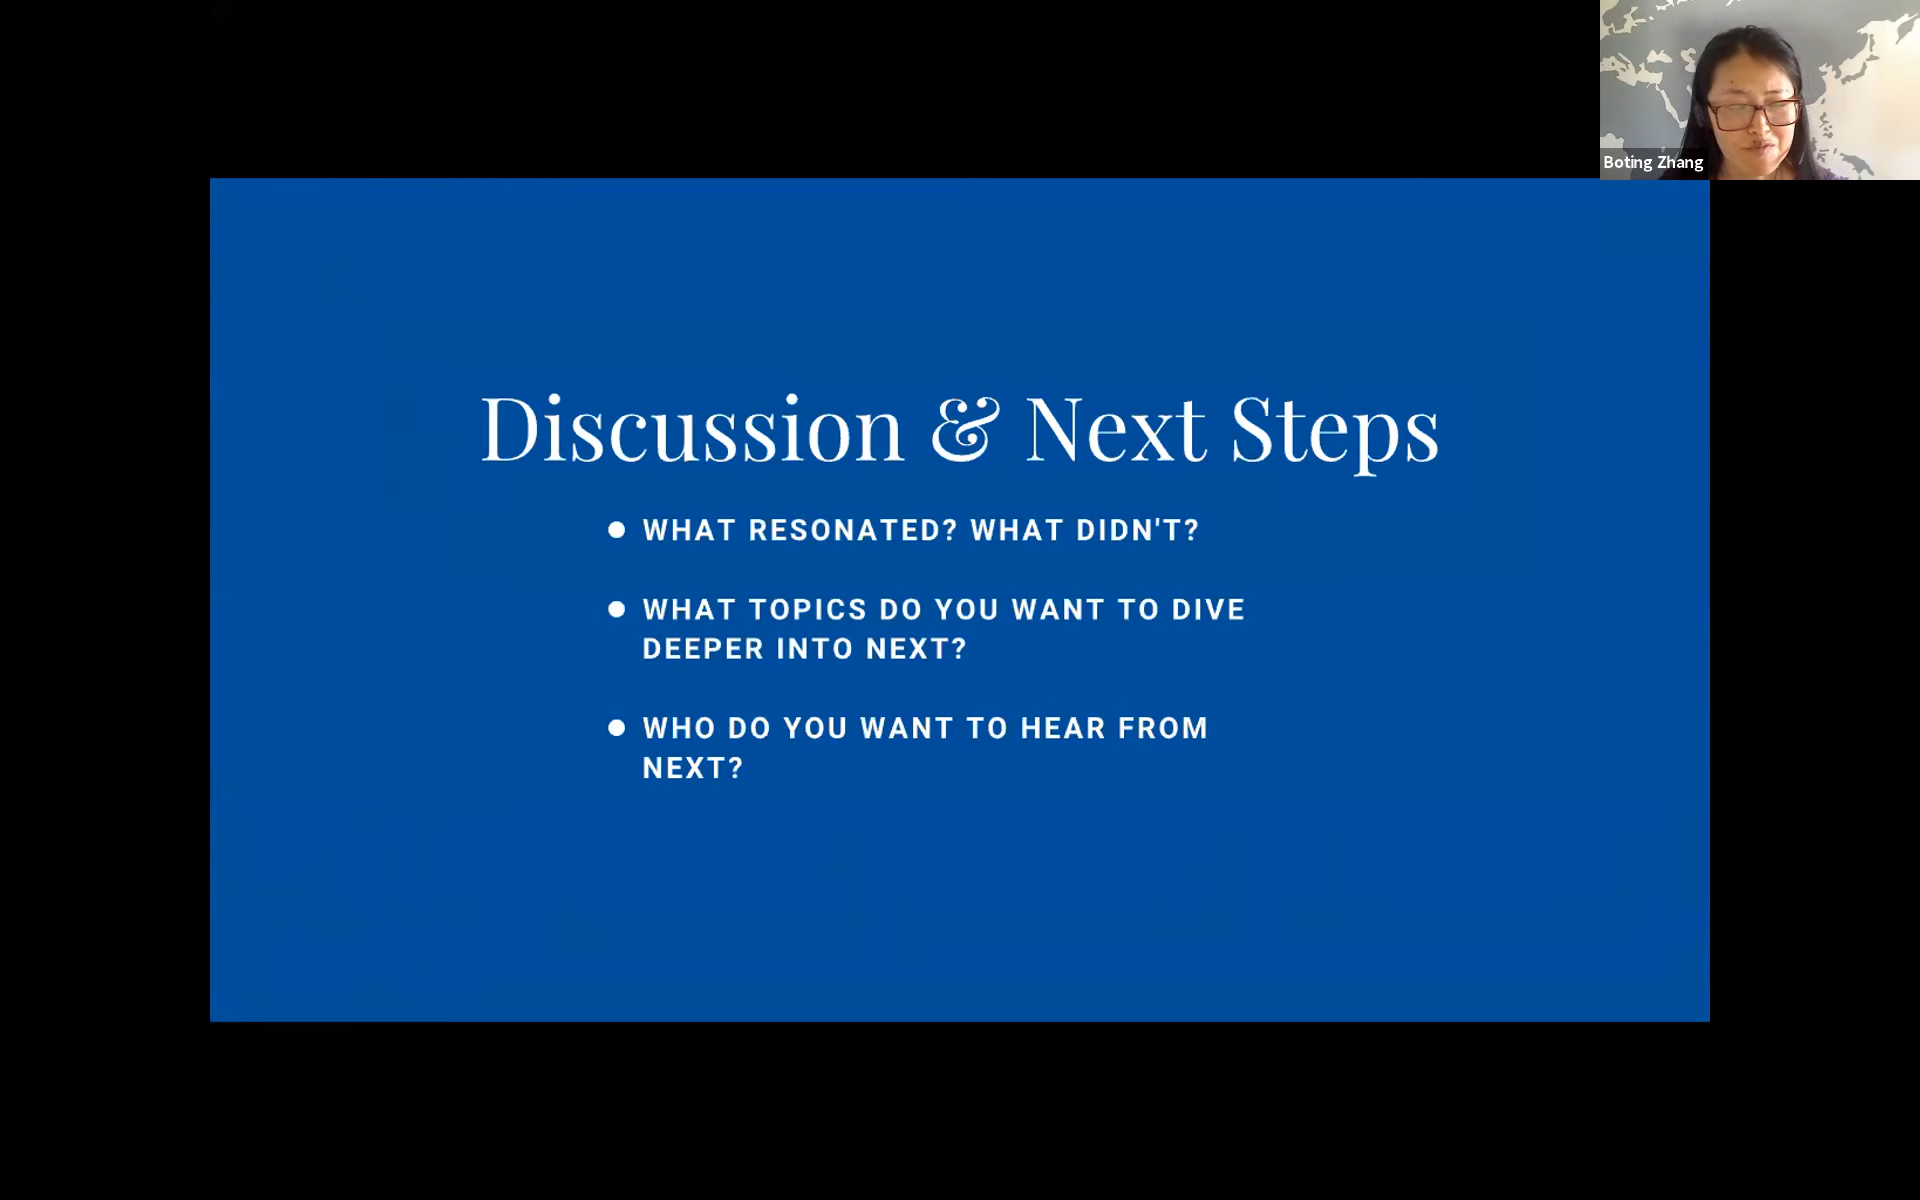 Boting Zhang
Discussion & Next Steps
● WHAT RESONATED? WHAT DIDN'T?
● WHAT TOPICS DO YOU WANT TO DIVE
DEEPER INTO NEXT?
● WHO DO YOU WANT TO HEAR FROM
NEXT?